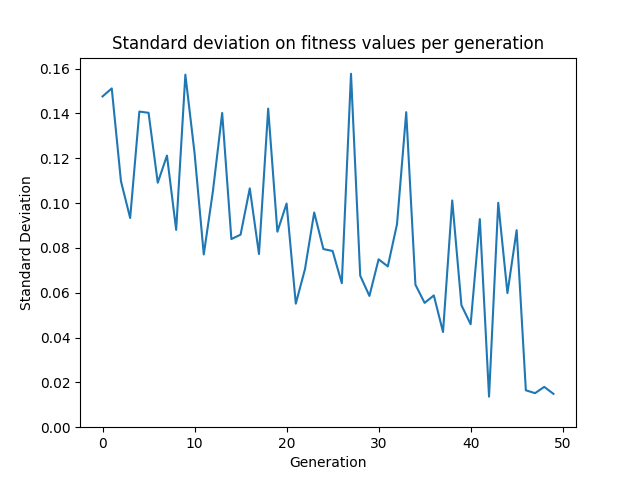 Standard deviation on fitness values per generation
0.16
0.14
0.12
0.10
0.08
0.06
0.04
0.02
0.00
Standard Deviation
0 10 20 30 40 50
Generation